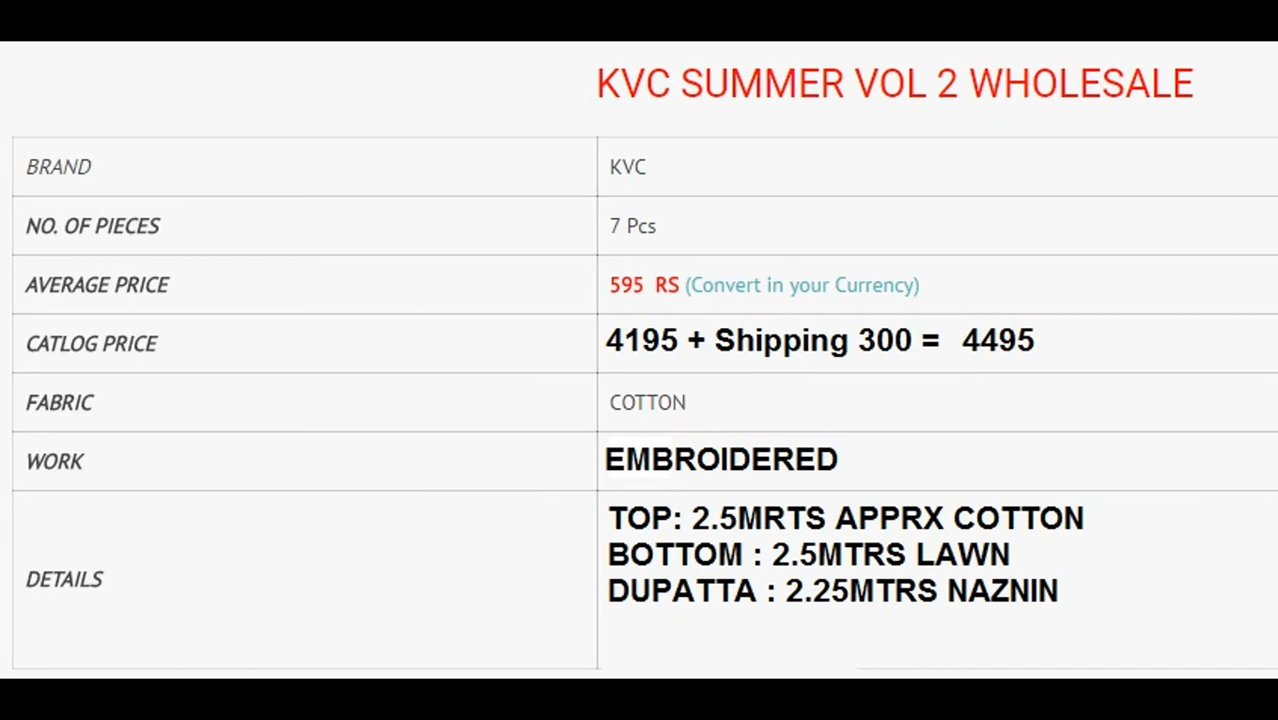 KVC SUMMER VOL 2 WHOLESALE
BRAND KVC
NO. OF PIECES 7 Pcs
AVERAGE PRICE 595 RS (Convert in your Currency)
CATLOG PRICE 4195 + Shipping 300 = 4495
FABRIC COTTON
WORK EMBROIDERED
DETAILS
TOP: 2.5MRTS APPRX COTTON
BOTTOM : 2.5MTRS LAWN
DUPATTA : 2.25MTRS NAZNIN